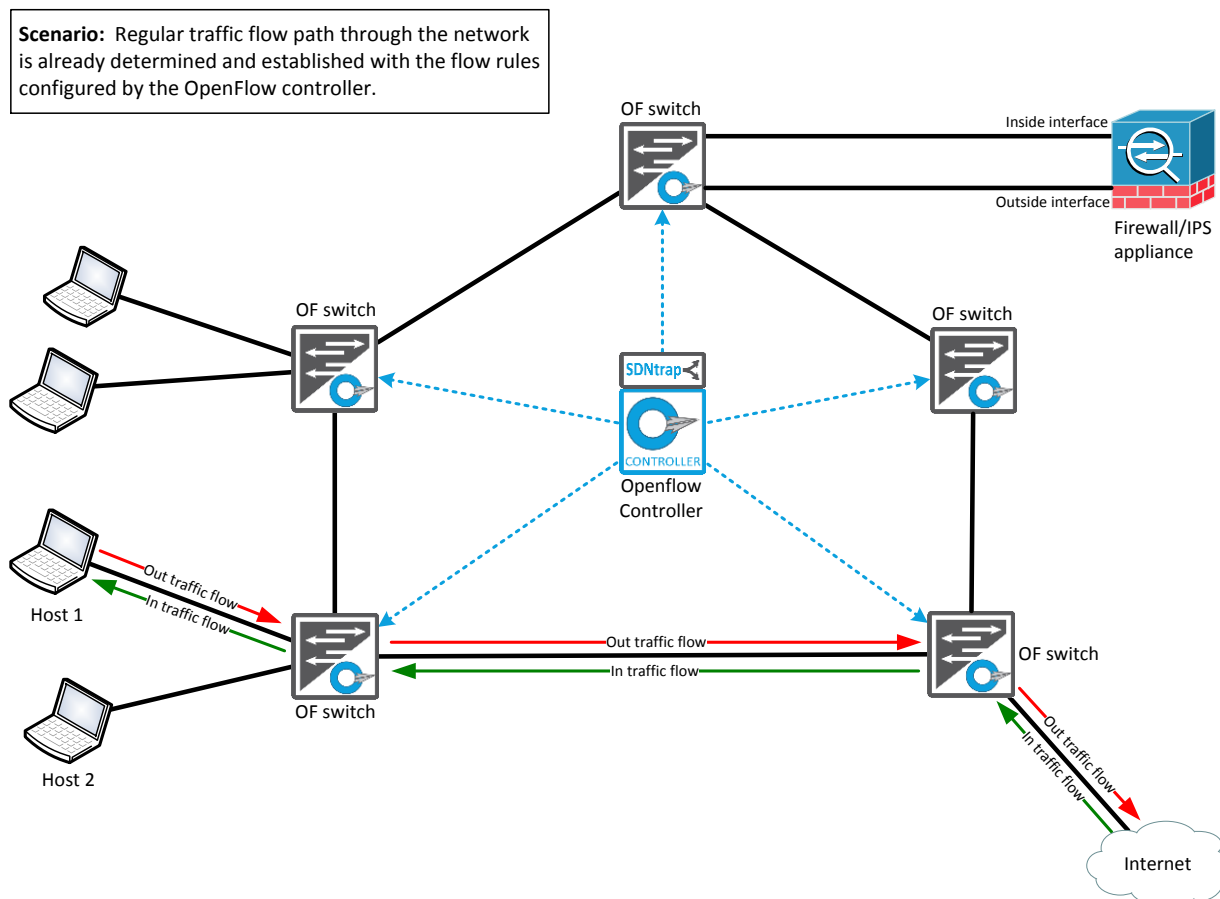 Scenario: Regular traffic flow path through the network
is already determined and established with the flow rules
configured by the OpenFlow controller.
OF switch
Inside interface
Outside interface
Firewall/IPS
appliance
OF switch
OF switch
SDNtrap
CONTROLLER
Openflow
Controller
Host 1
Out traffic flow
In traffic flow
Out traffic flow
In traffic flow
OF switch
OF switch
Host 2
Out traffic flow
In traffic flow
Internet